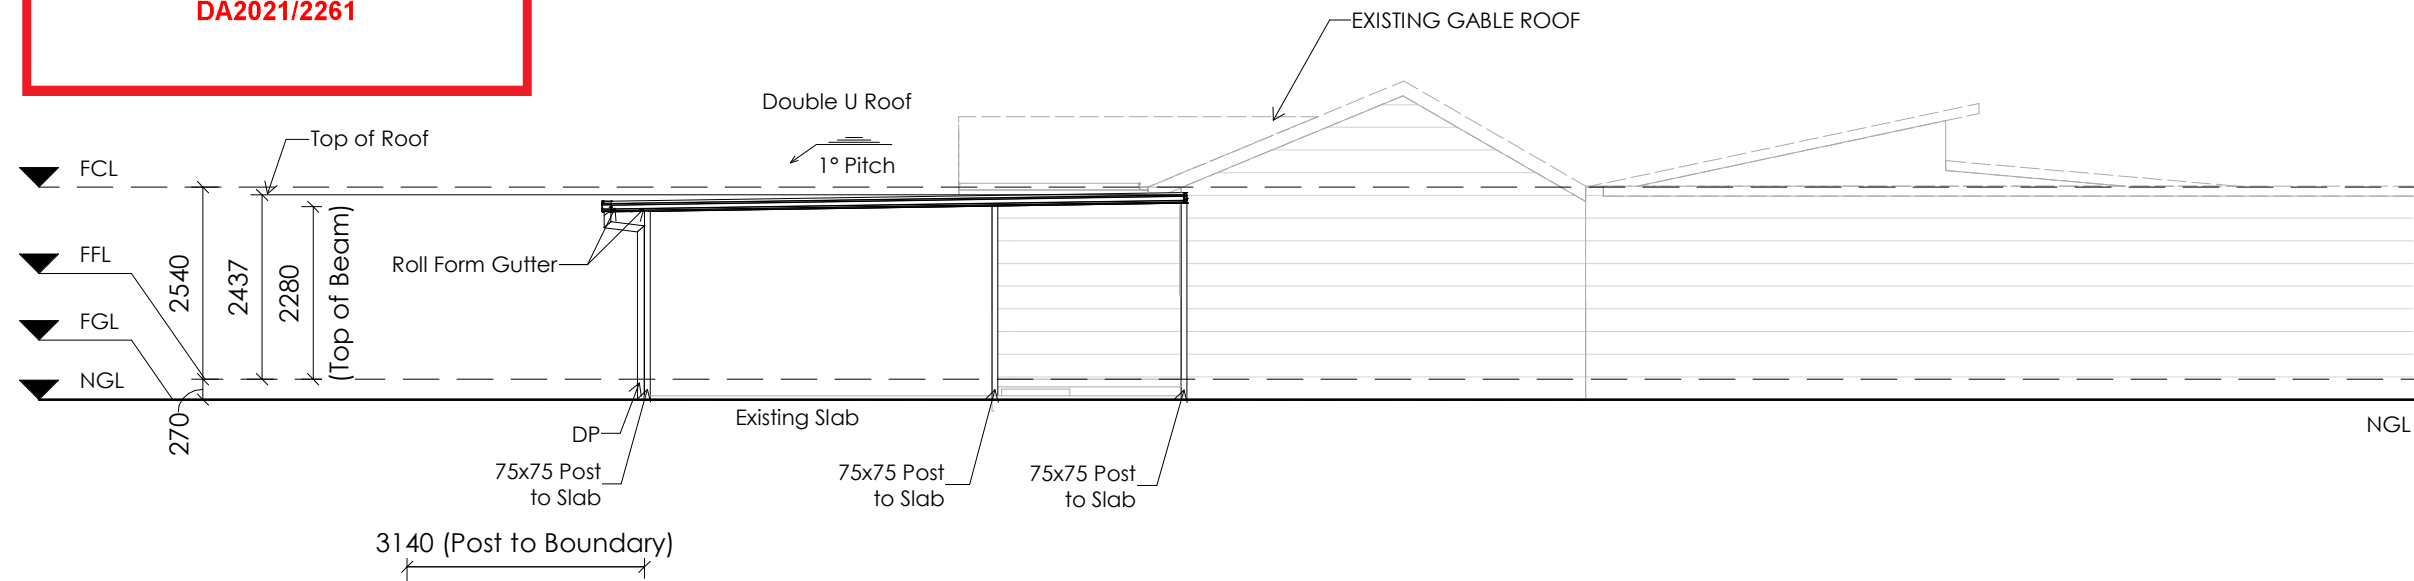 DA2021/2261
EXISTING GABLE ROOF
Double U Roof
1° Pitch
Top of Roof
FCL
FFL
FGL
NGL
2540
2437
2280
(Top of Beam)
270
Roll Form Gutter
DP
Existing Slab
75x75 Post
to Slab
75x75 Post
to Slab
75x75 Post
to Slab
NGL
3140 (Post to Boundary)